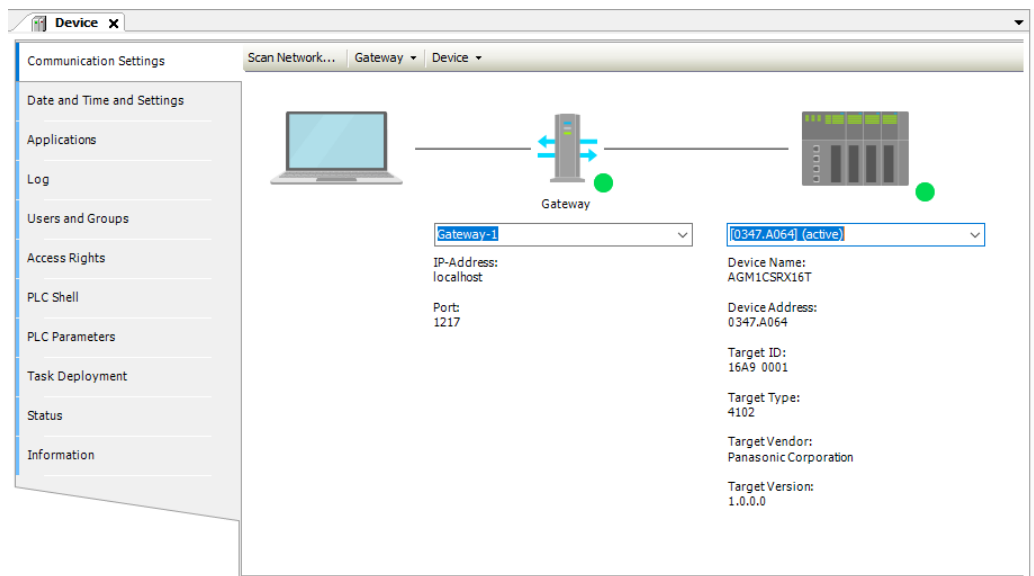 Device
Communication Settings
Date and Time and Settings
Applications
Log
Users and Groups
Access Rights
PLC Shell
PLC Parameters
Task Deployment
Status
Information
Scan Network... Gateway Device
Gateway
Gateway-1
IP-Address:
localhost
Port:
1217
[0347.A064] (active)
Device Name:
AGM1CSRX16T
Device Address:
0347.A064
Target ID:
16A9 0001
Target Type:
4102
Target Vendor:
Panasonic Corporation
Target Version:
1.0.0.0